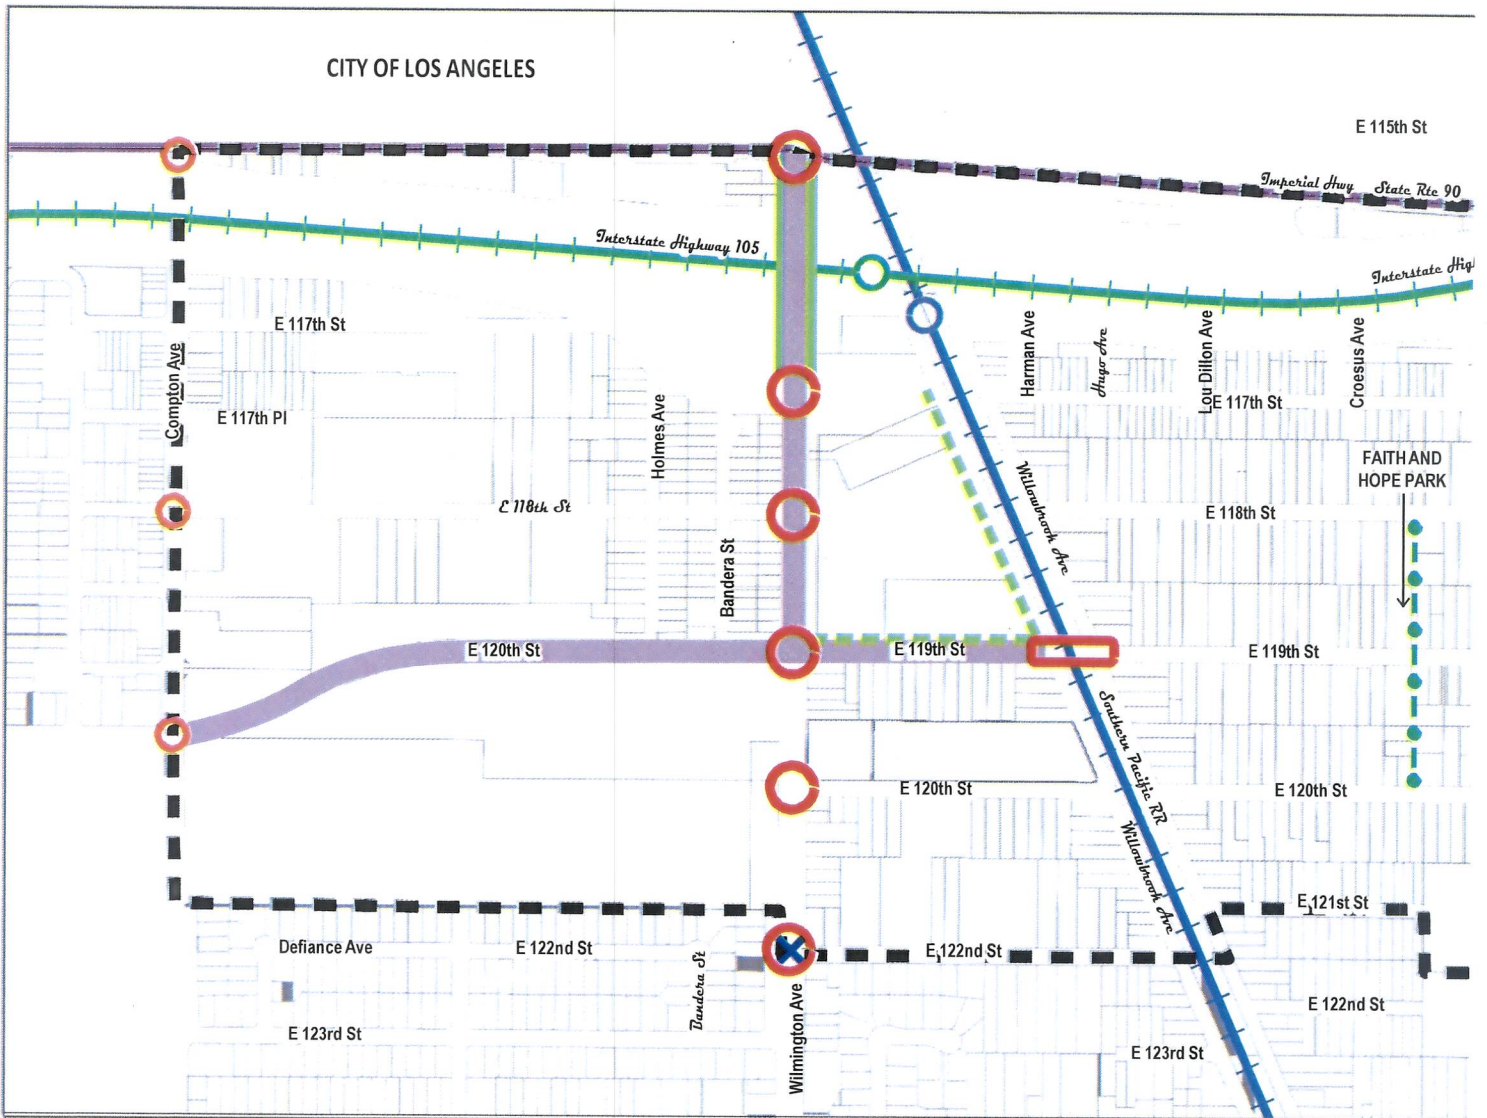 CITY OF LOS ANGELES
E 115th St
Imperial Hwy
State Rte 90
Interstate Highway 105
Interstate Hig
E 117th St
Compton Ave
E 117th Pl
Holmes Ave
Harman Ave
Hugo Ave
Lou Dillon Ave
E 117th St
Croesus Ave
FAITH AND
HOPE PARK
Willowbrook Ave
E 118th St
E 118th St
Bandera St
E 120th St
E 119th St
E 119th St
Southern Pacific RR
E 120th St
E 120th St
Willowbrook Ave
E 121st St
Defiance Ave
E 122nd St
Bandera St
E 122nd St
E 122nd St
Wilmington Ave
E 123rd St
E 123rd St